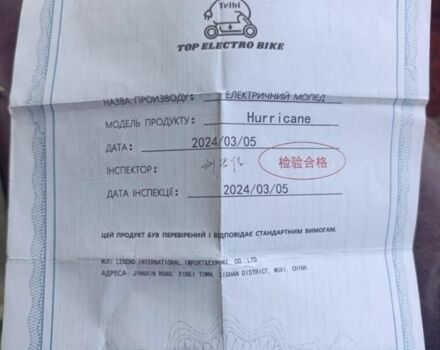 Telbi
TOP ELECTRO BIKE
НАЗВА ПРОИЗВОДУ: ЕЛЕКТРИЧНИЙ МОПЕД
МОДЕЛЬ ПРОДУКТУ: Hurricane
ДАТА: 2024/03/05
ІНСПЕКТОР: 检验合格
ДАТА ІНСПЕКЦІЇ: 2024/03/05
ЦЕЙ ПРОДУКТ БУВ ПЕРЕВІРЕНИЙ І ВІДПОВІДАЄ СТАНДАРТНИМ ВИМОГАМ.
WUXI LEGEND INTERNATIONAL IMPORT&EXPORT CO., LTD
АДРЕСА: JINGXIN ROAD, XIBEI TOWN, XISHAN DISTRICT, WUXI, CHINA.